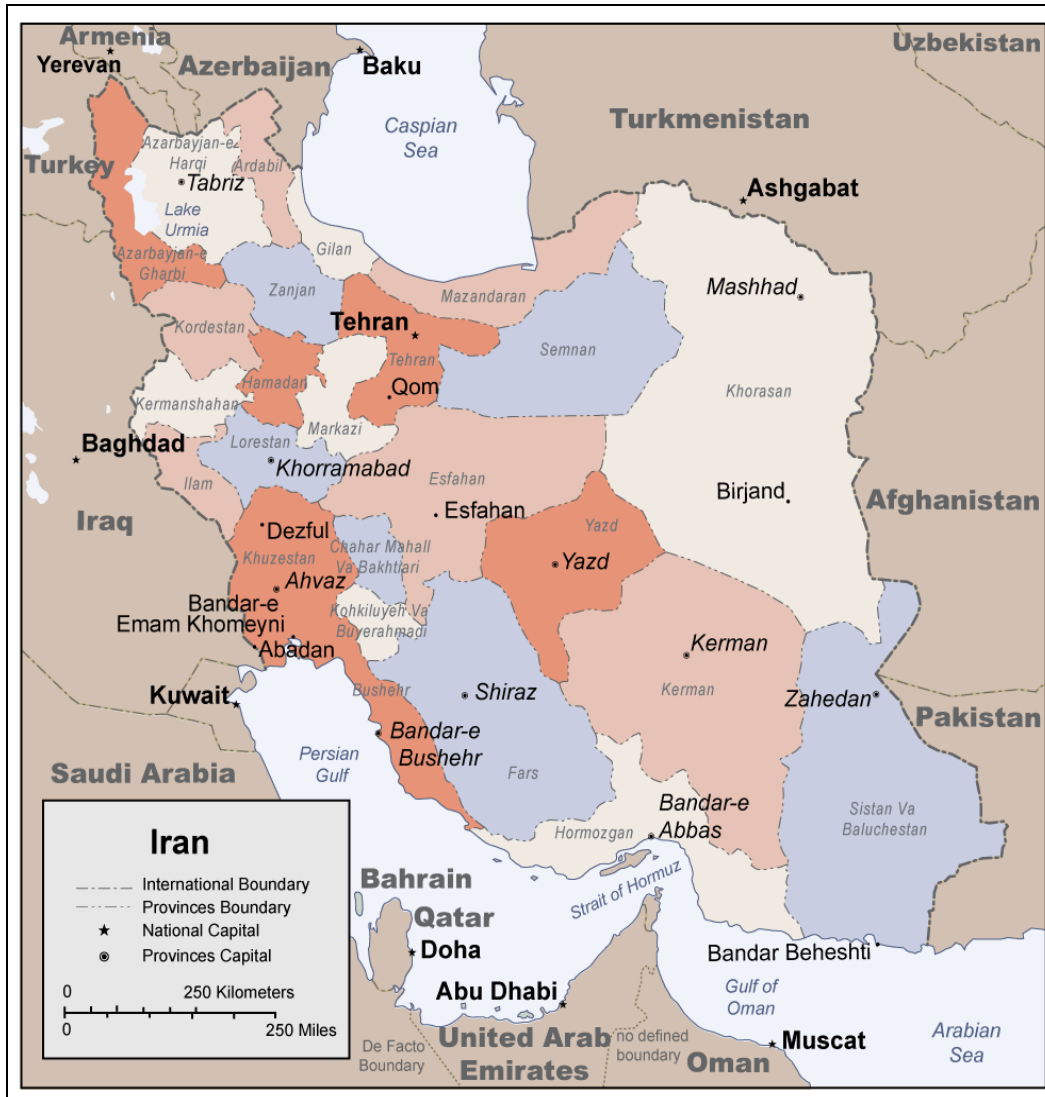 Armenia
Yerevan
Azerbaijan
Baku
Uzbekistan
Caspian
Sea
Turkmenistan
Azarbayjan-e
Harqi
Ardabil
Turkey
Tabriz
Ashgabat
Lake
Urmia
Gilan
Azarbayjan-e
Gharbi
Zanjan
Mazandaran
Mashhad
Kordestan
Tehran
Semnan
Tehran
Hamadan
Qom
Khorasan
Kermanshahan
Markazi
Baghdad
Lorestan
Khorramabad
Ilam
Esfahan
Birjand
Afghanistan
Iraq
Esfahan
Dezful
Yazd
Chahar Mahall
Va Bakhtiari
Khuzestan
Yazd
Ahvaz
Bandar-e
Emam Khomeyni
Kohkiluyeh Va
Buyerahmadi
Abadan
Kerman
Kuwait
Bushehr
Shiraz
Kerman
Zahedan
Pakistan
Bandar-e
Bushehr
Persian
Gulf
Saudi Arabia
Fars
Bandar-e
Abbas
Sistan Va
Baluchestan
Hormozgan
Iran
International Boundary
Provinces Boundary
National Capital
Provinces Capital
0 250 Kilometers
0 250 Miles
Bahrain
Strait of Hormuz
Qatar
Doha
Bandar Beheshti
Abu Dhabi
Gulf of
Oman
De Facto
Boundary
United Arab
Emirates
no defined
boundary
Oman
Muscat
Arabian
Sea